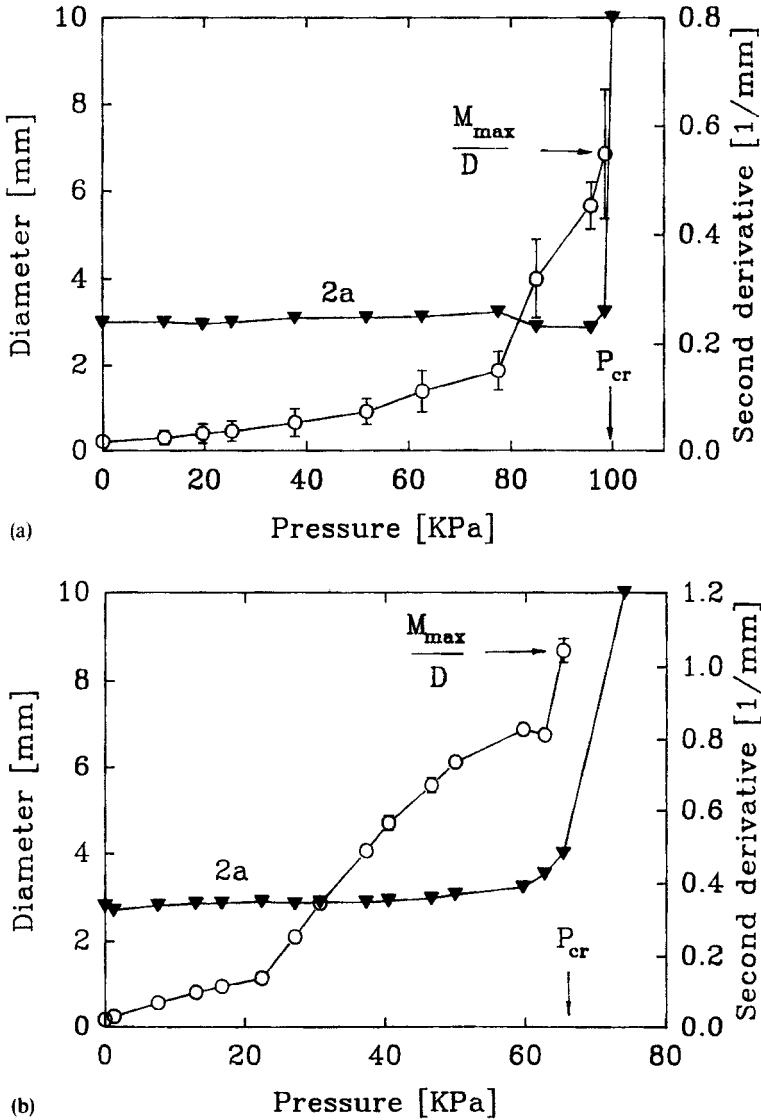 10
8
6
4
2
0
Diameter [mm]
0.8
0.6
0.4
0.2
0.0
Second derivative [1/mm]
M_max
D
2a
P_cr
0 20 40 60 80 100
Pressure [KPa]
(a)
10
8
6
4
2
0
Diameter [mm]
1.2
1.0
0.8
0.6
0.4
0.2
0.0
Second derivative [1/mm]
M_max
D
2a
P_cr
0 20 40 60 80
Pressure [KPa]
(b)